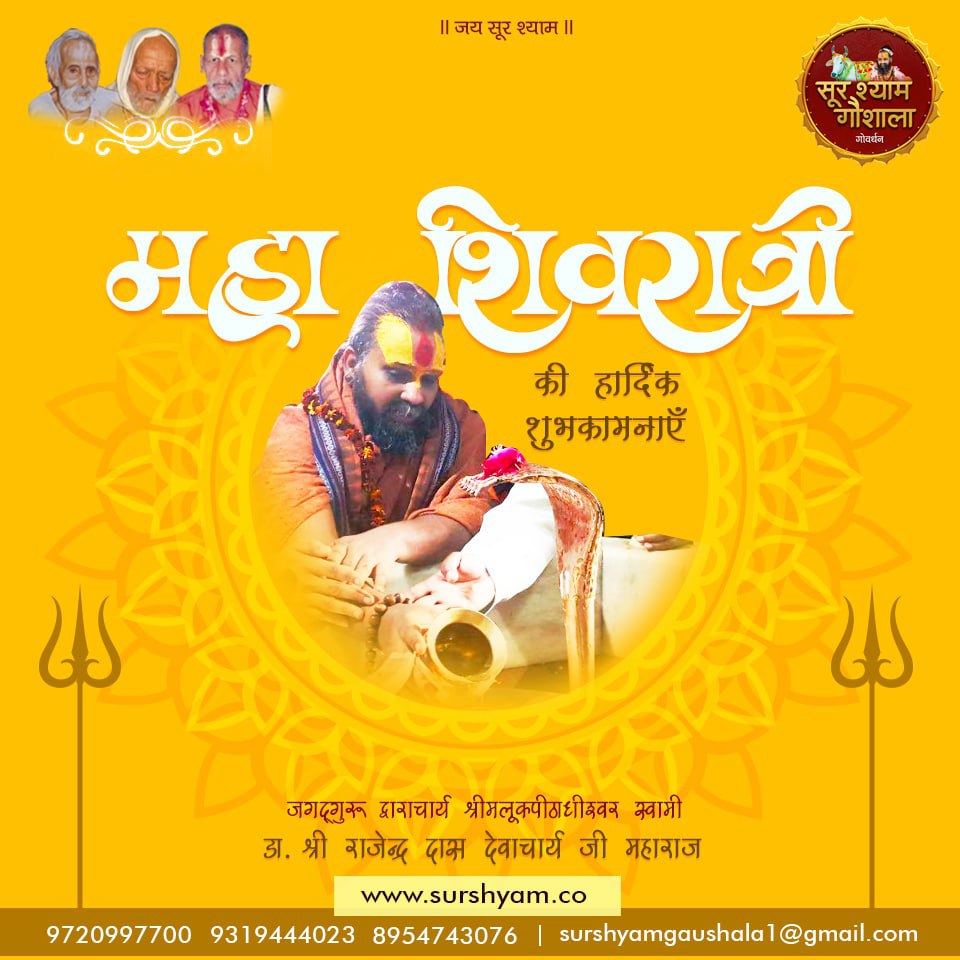 ॥ जय सूर श्याम ॥
सूर श्याम
गौशाला
गोवर्धन
महा शिवरात्री
की हार्दिक
शुभकामनाएँ
जगद्गुरू द्वाराचार्य श्रीमलूकपीठाधीश्वर स्वामी
डा. श्री राजेन्द्र दास देवाचार्य जी महाराज
www.surshyam.co
9720997700 9319444023 8954743076 | surshyamgaushala1@gmail.com